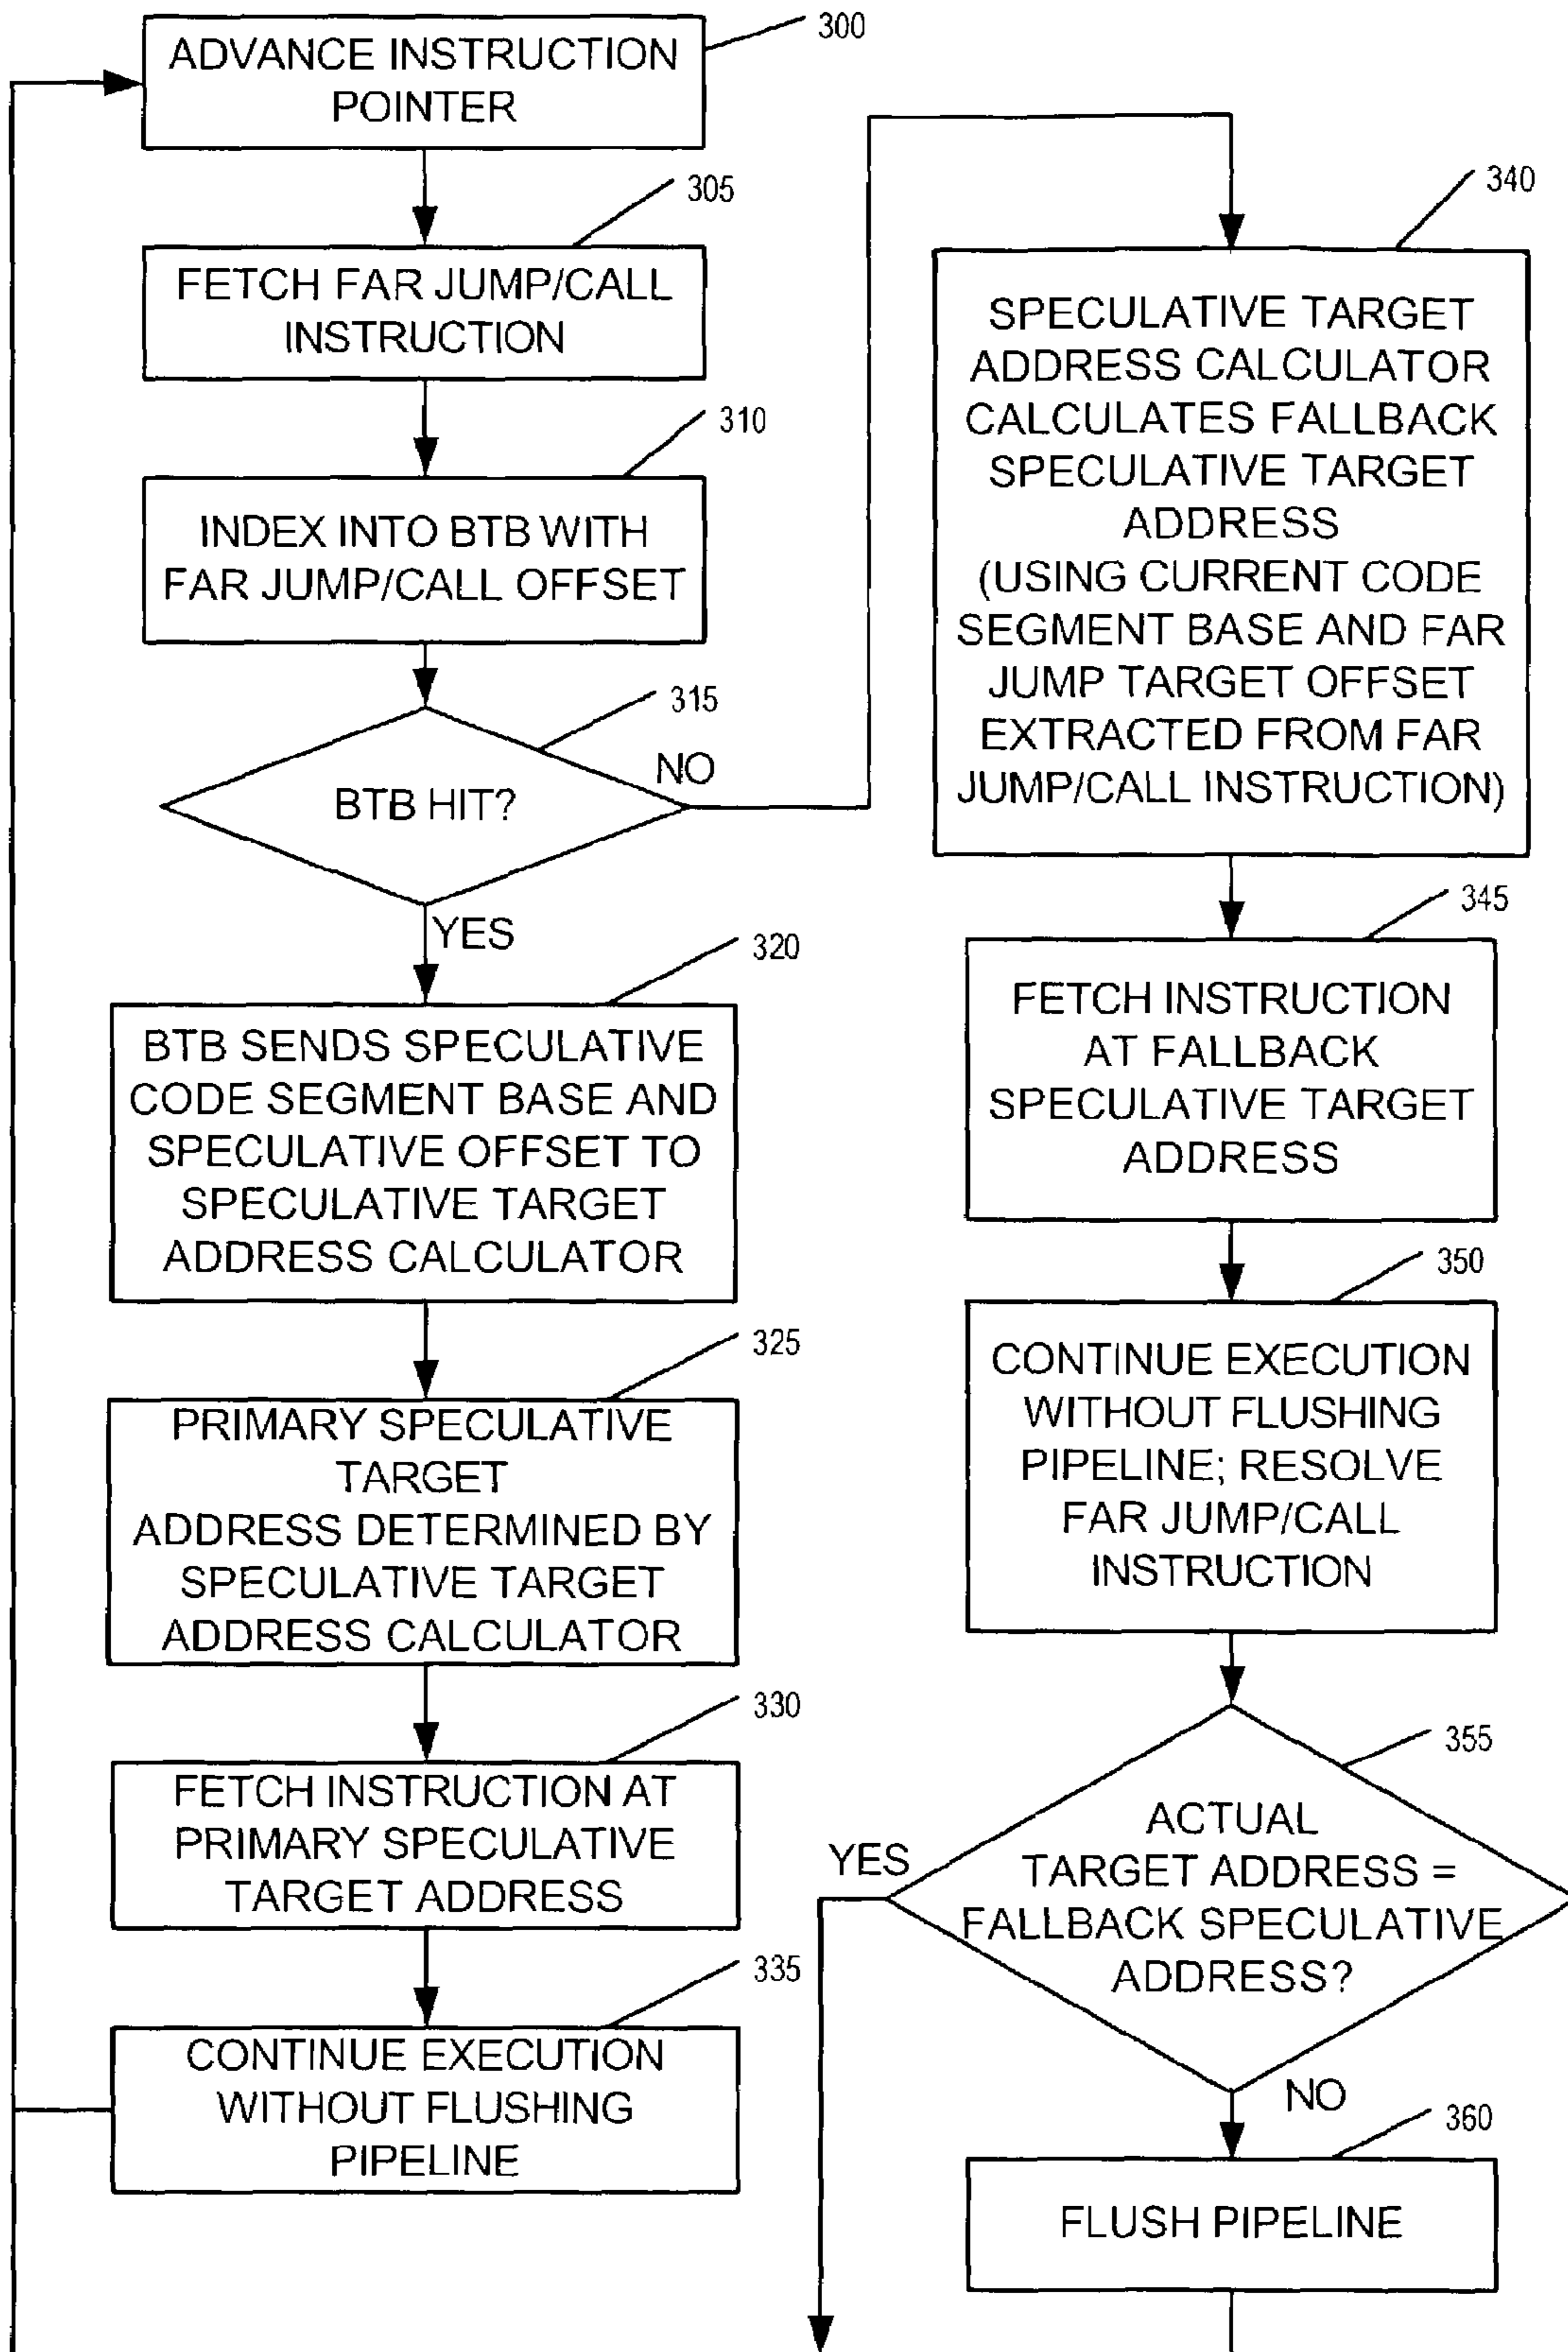 300
ADVANCE INSTRUCTION
POINTER
305
FETCH FAR JUMP/CALL
INSTRUCTION
310
INDEX INTO BTB WITH
FAR JUMP/CALL OFFSET
315
BTB HIT?
NO
YES
320
BTB SENDS SPECULATIVE
CODE SEGMENT BASE AND
SPECULATIVE OFFSET TO
SPECULATIVE TARGET
ADDRESS CALCULATOR
325
PRIMARY SPECULATIVE
TARGET
ADDRESS DETERMINED BY
SPECULATIVE TARGET
ADDRESS CALCULATOR
330
FETCH INSTRUCTION AT
PRIMARY SPECULATIVE
TARGET ADDRESS
335
CONTINUE EXECUTION
WITHOUT FLUSHING
PIPELINE
340
SPECULATIVE TARGET
ADDRESS CALCULATOR
CALCULATES FALLBACK
SPECULATIVE TARGET
ADDRESS
(USING CURRENT CODE
SEGMENT BASE AND FAR
JUMP TARGET OFFSET
EXTRACTED FROM FAR
JUMP/CALL INSTRUCTION)
345
FETCH INSTRUCTION
AT FALLBACK
SPECULATIVE TARGET
ADDRESS
350
CONTINUE EXECUTION
WITHOUT FLUSHING
PIPELINE; RESOLVE
FAR JUMP/CALL
INSTRUCTION
355
ACTUAL
TARGET ADDRESS =
FALLBACK SPECULATIVE
ADDRESS?
YES
NO
360
FLUSH PIPELINE